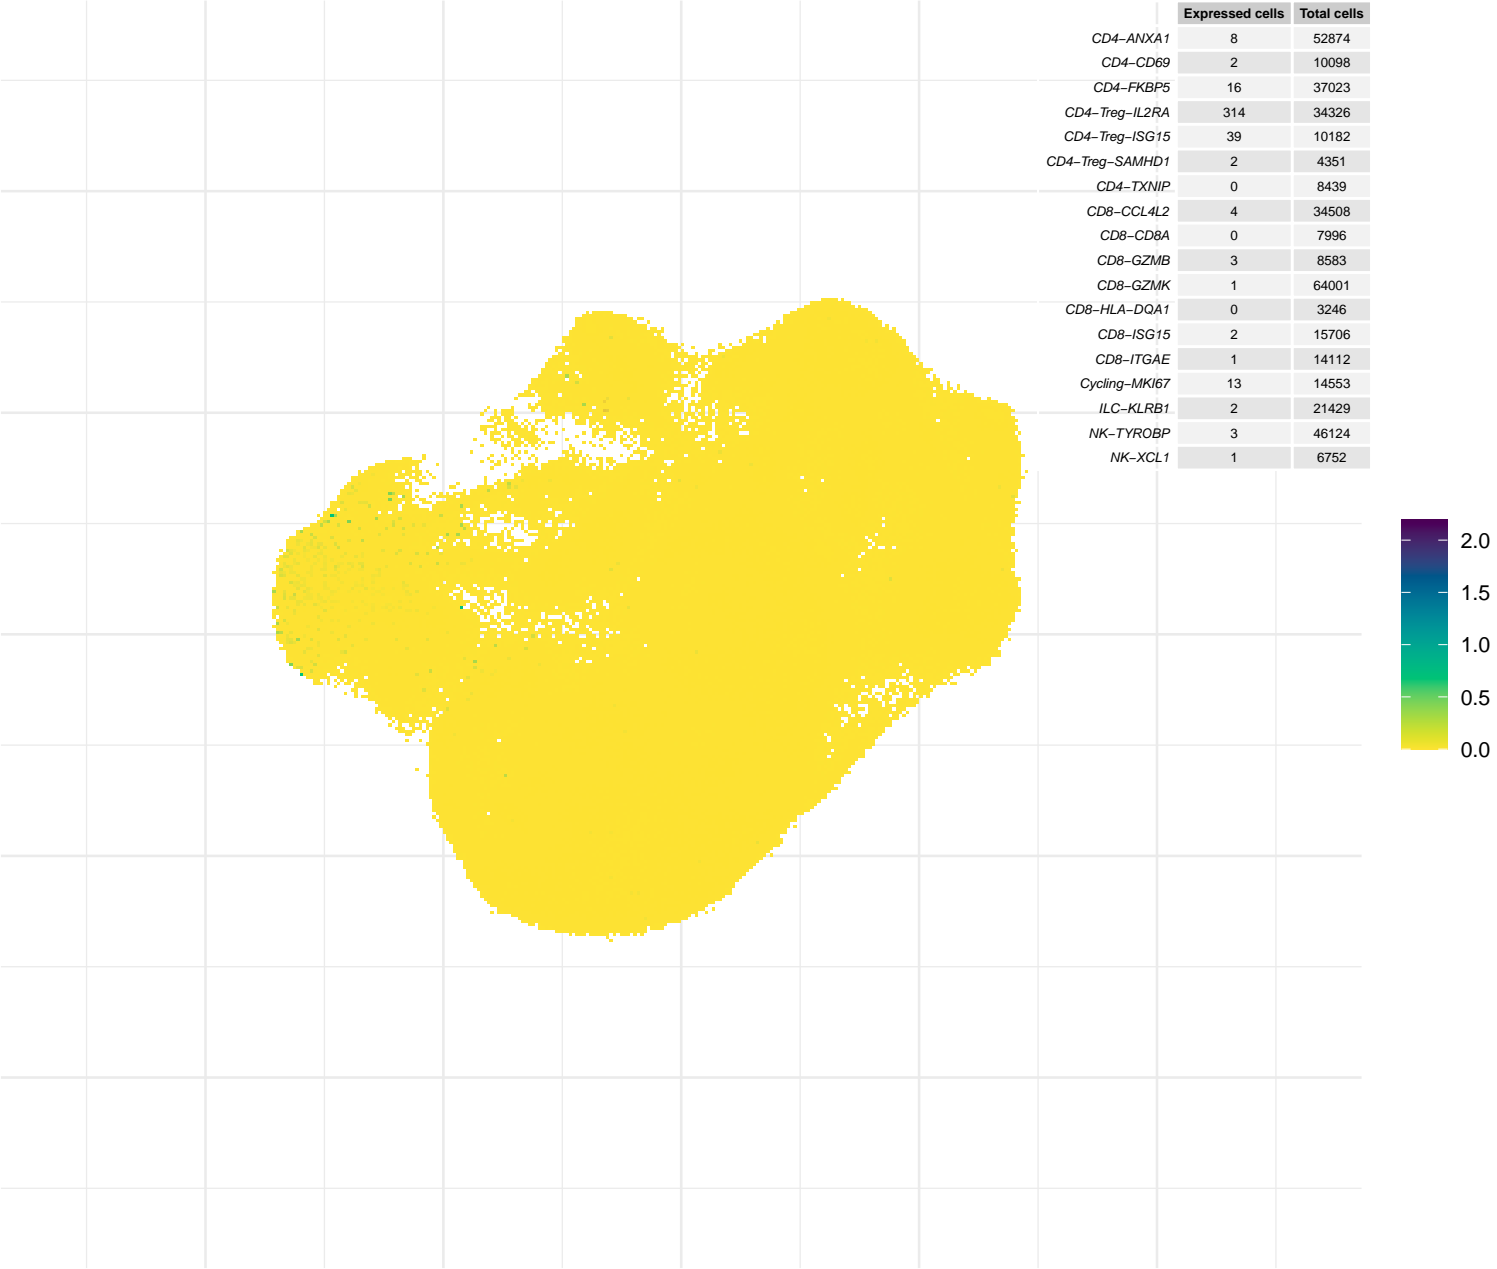 Expressed cells Total cells
CD4−ANXA1 8 52874
CD4−CD69 2 10098
CD4−FKBP5 16 37023
CD4−Treg−IL2RA 314 34326
CD4−Treg−ISG15 39 10182
CD4−Treg−SAMHD1 2 4351
CD4−TXNIP 0 8439
CD8−CCL4L2 4 34508
CD8−CD8A 0 7996
CD8−GZMB 3 8583
CD8−GZMK 1 64001
CD8−HLA−DQA1 0 3246
CD8−ISG15 2 15706
CD8−ITGAE 1 14112
Cycling−MKI67 13 14553
ILC−KLRB1 2 21429
NK−TYROBP 3 46124
NK−XCL1 1 6752
2.0
1.5
1.0
0.5
0.0